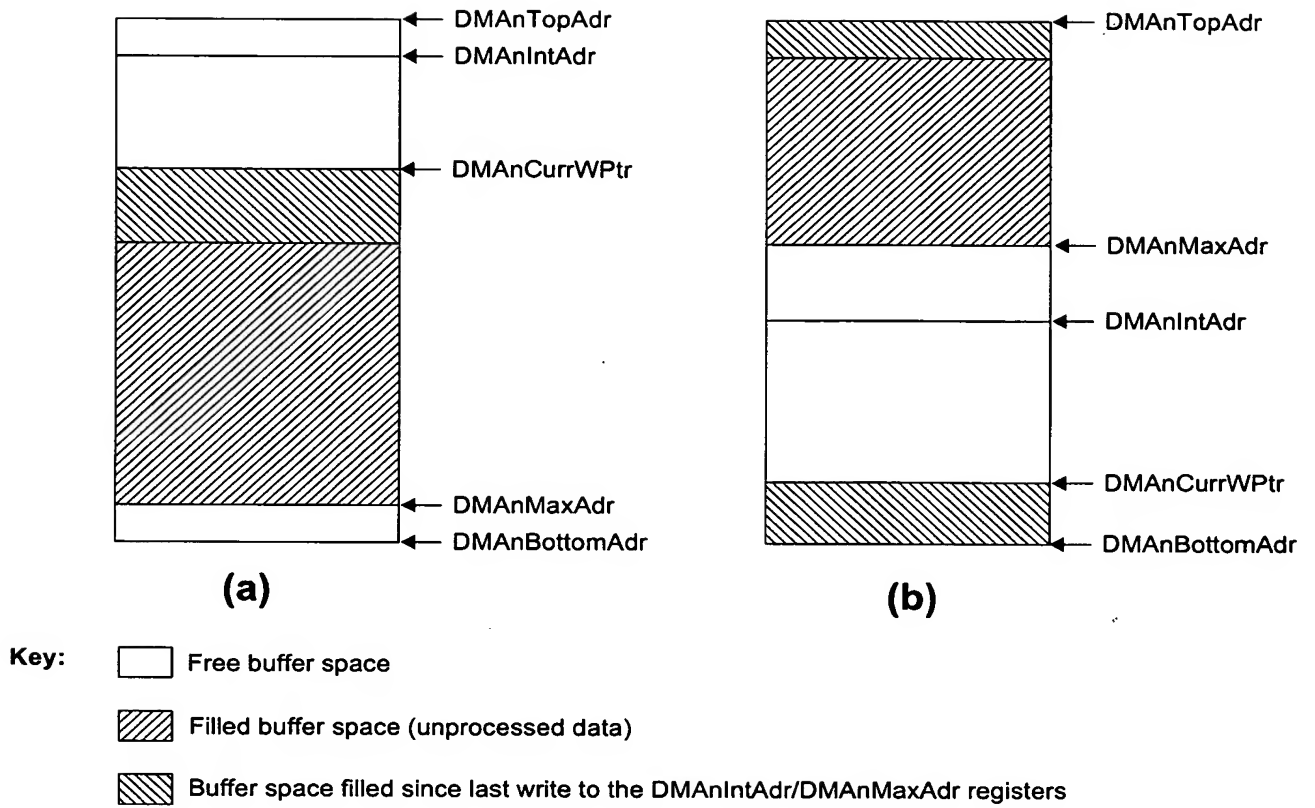 DMAnTopAdr
DMAnIntAdr
DMAnCurrWPtr
DMAnMaxAdr
DMAnBottomAdr
(a)
DMAnTopAdr
DMAnMaxAdr
DMAnIntAdr
DMAnCurrWPtr
DMAnBottomAdr
(b)
Key:
Free buffer space
Filled buffer space (unprocessed data)
Buffer space filled since last write to the DMAnIntAdr/DMAnMaxAdr registers